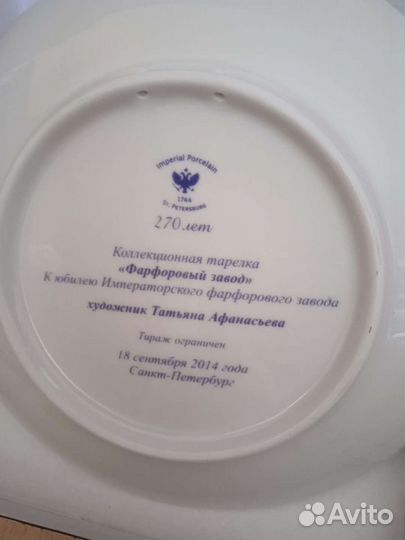 Imperial Porcelain
1744
St. PETERSBURG
270 лет
Коллекционная тарелка
«Фарфоровый завод»
К юбилею Императорского фарфорового завода
художник Татьяна Афанасьева
Тираж ограничен
18 сентября 2014 года
Санкт-Петербург
Avito